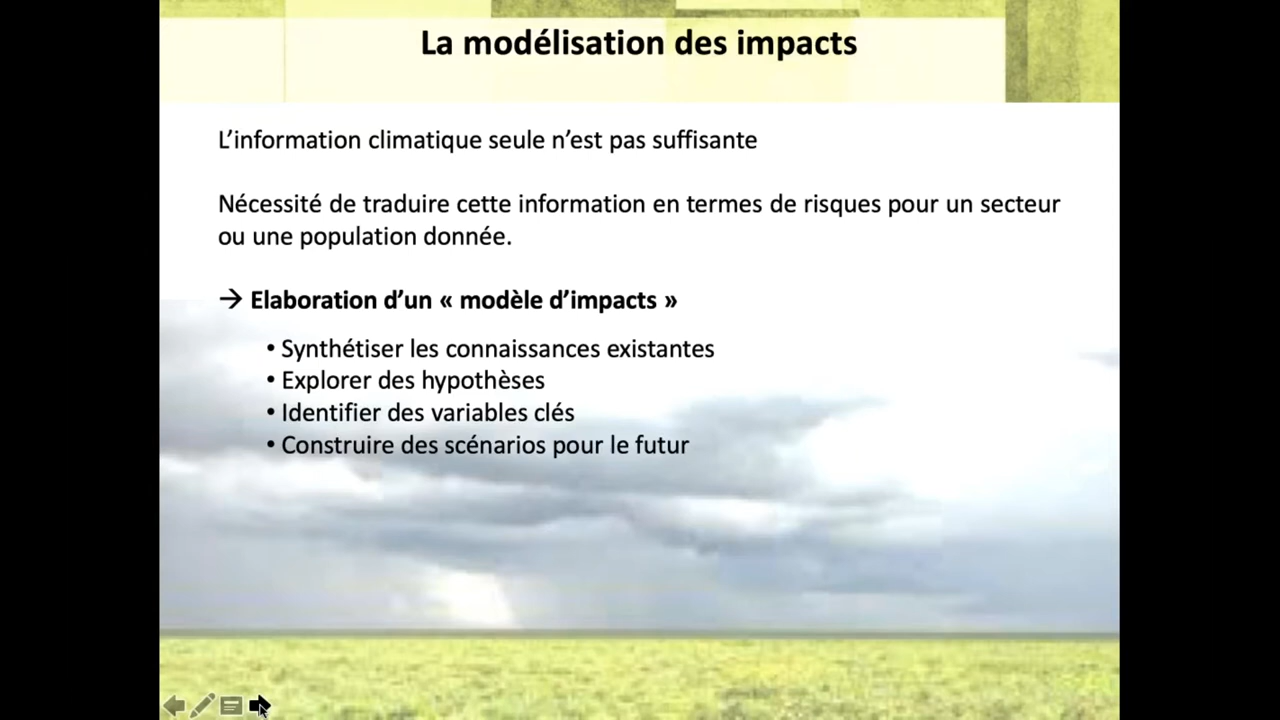 La modélisation des impacts
L’information climatique seule n’est pas suffisante
Nécessité de traduire cette information en termes de risques pour un secteur
ou une population donnée.
→ Elaboration d’un « modèle d’impacts »
• Synthétiser les connaissances existantes
• Explorer des hypothèses
• Identifier des variables clés
• Construire des scénarios pour le futur